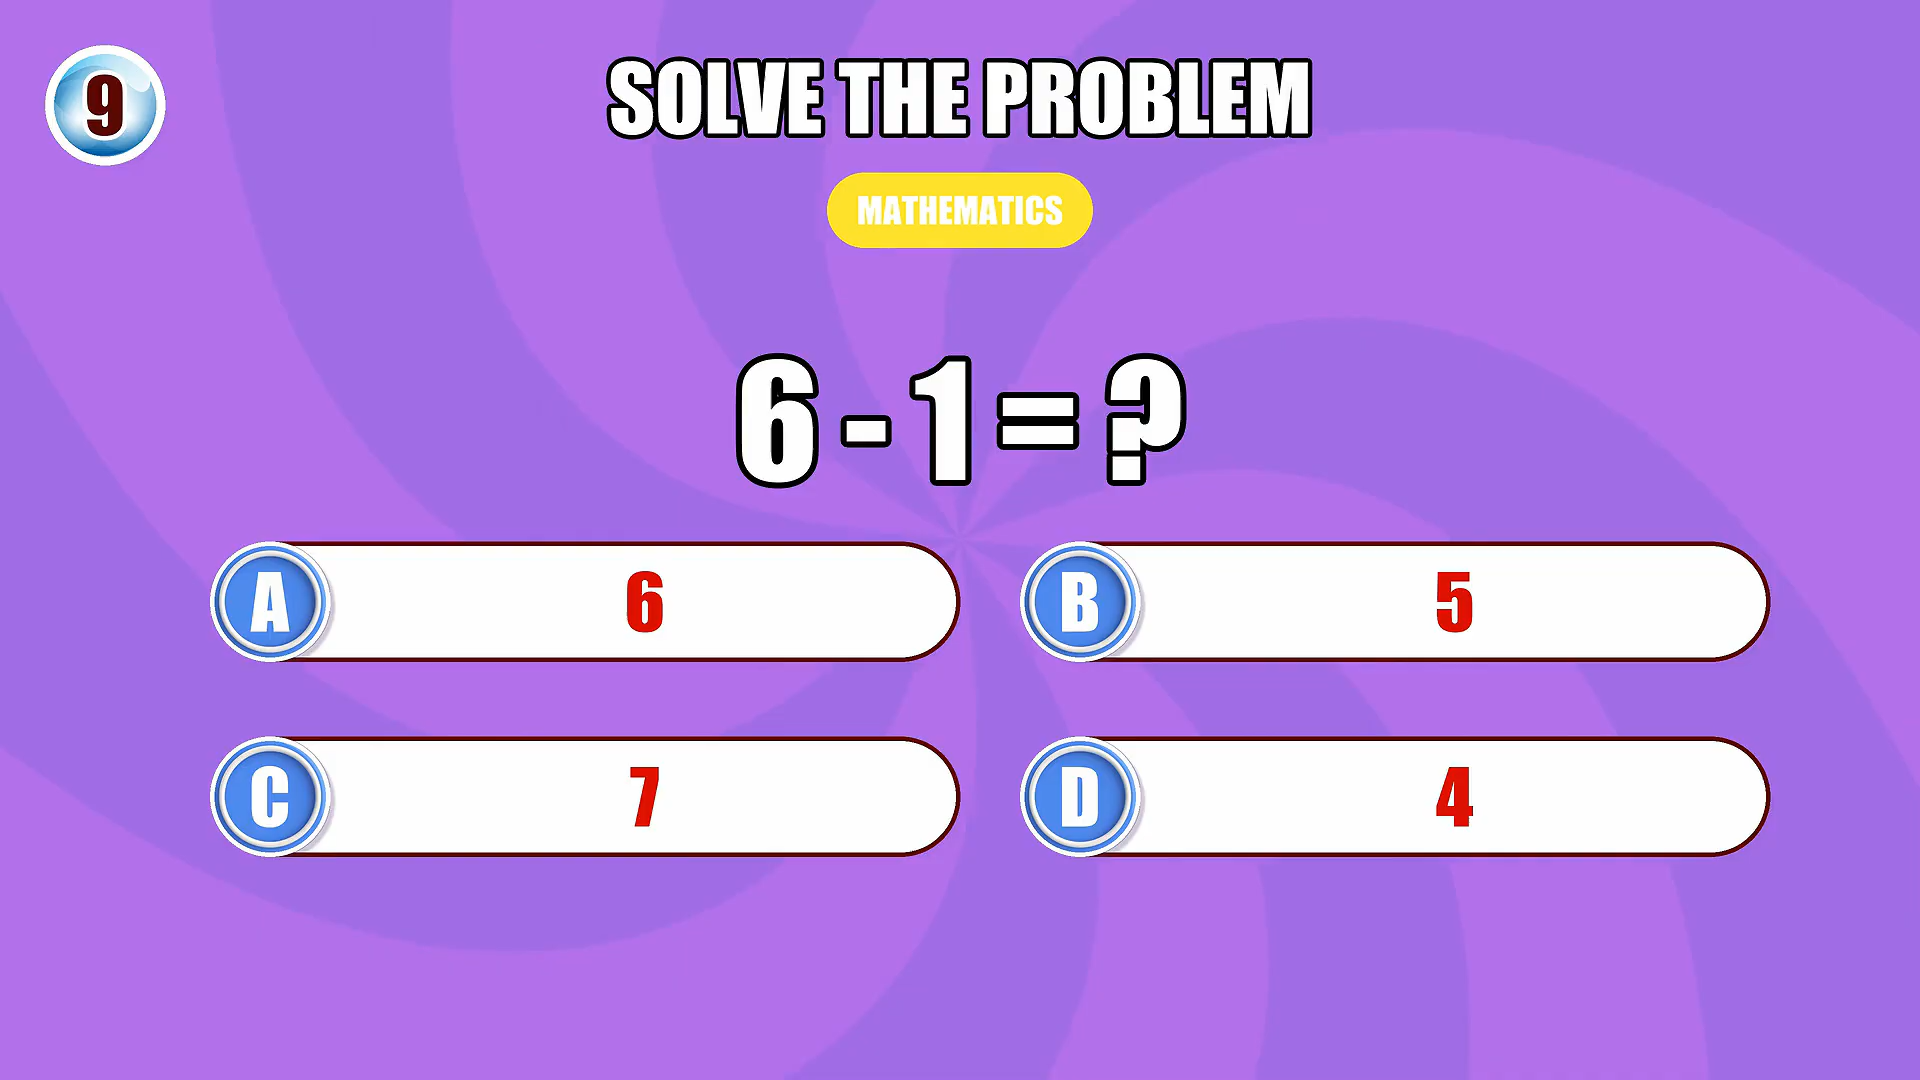 9
SOLVE THE PROBLEM
MATHEMATICS
6 - 1 = ?
A 6
B 5
C 7
D 4